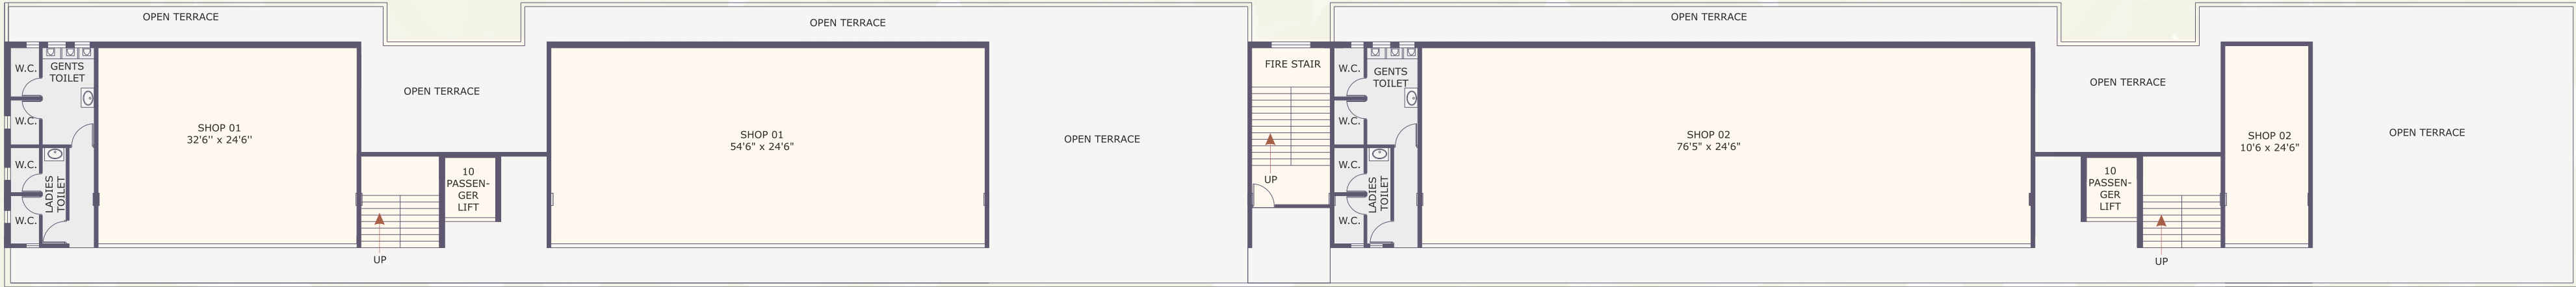 OPEN TERRACE
OPEN TERRACE
OPEN TERRACE
W.C.
GENTS
TOILET
W.C.
W.C.
LADIES
TOILET
W.C.
SHOP 01
32'6'' x 24'6''
OPEN TERRACE
UP
10
PASSEN-
GER
LIFT
SHOP 01
54'6" x 24'6"
OPEN TERRACE
FIRE STAIR
UP
W.C.
GENTS
TOILET
W.C.
W.C.
LADIES
TOILET
W.C.
SHOP 02
76'5" x 24'6"
OPEN TERRACE
10
PASSEN-
GER
LIFT
UP
SHOP 02
10'6 x 24'6"
OPEN TERRACE